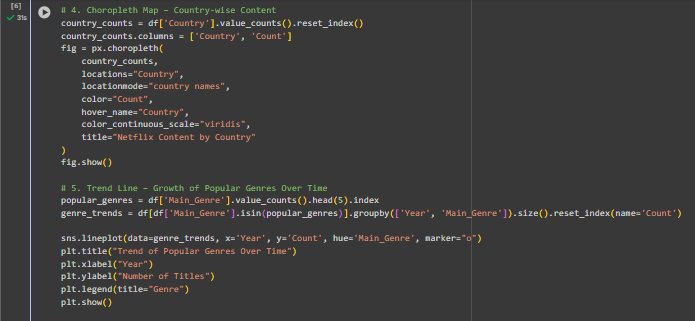 [6]
31s
# 4. Choropleth Map – Country-wise Content
country_counts = df['Country'].value_counts().reset_index()
country_counts.columns = ['Country', 'Count']
fig = px.choropleth(
    country_counts,
    locations="Country",
    locationmode="country names",
    color="Count",
    hover_name="Country",
    color_continuous_scale="viridis",
    title="Netflix Content by Country"
)
fig.show()

# 5. Trend Line – Growth of Popular Genres Over Time
popular_genres = df['Main_Genre'].value_counts().head(5).index
genre_trends = df[df['Main_Genre'].isin(popular_genres)].groupby(['Year', 'Main_Genre']).size().reset_index(name='Count')

sns.lineplot(data=genre_trends, x='Year', y='Count', hue='Main_Genre', marker="o")
plt.title("Trend of Popular Genres Over Time")
plt.xlabel("Year")
plt.ylabel("Number of Titles")
plt.legend(title="Genre")
plt.show()